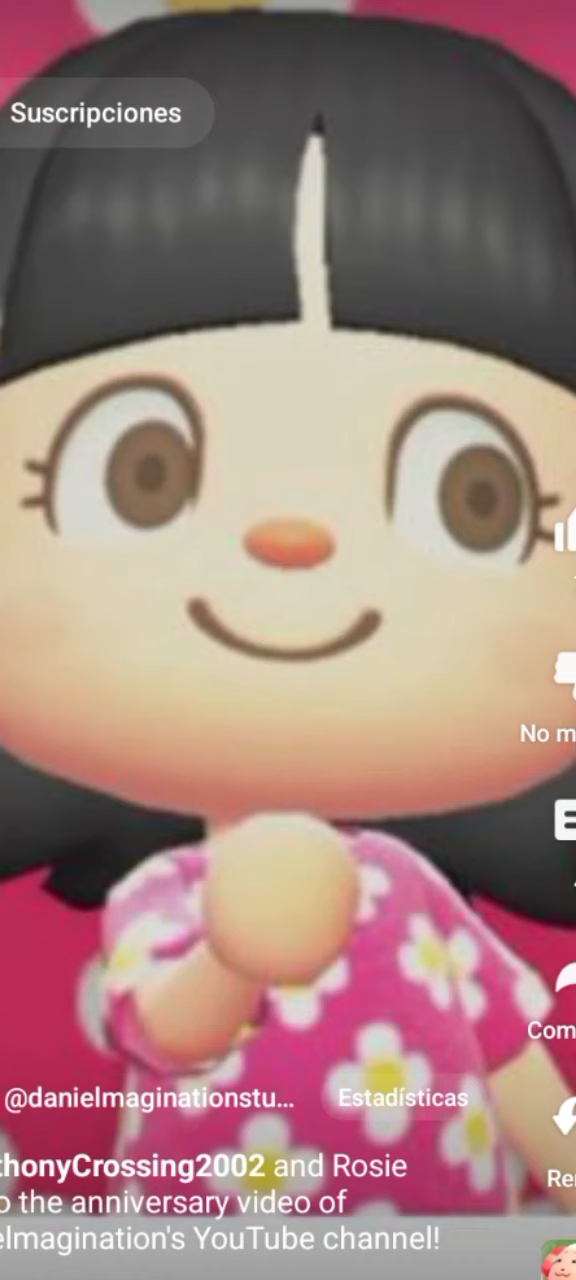 Suscripciones
No m
Com
@danielmaginationstu... Estadísticas
thonyCrossing2002 and Rosie
Re
o the anniversary video of
elmagination's YouTube channel!